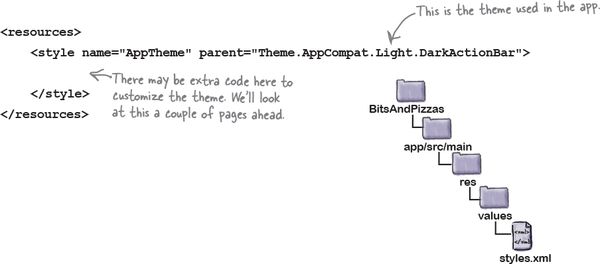 This is the theme used in the app.
<resources>
<style name="AppTheme" parent="Theme.AppCompat.Light.DarkActionBar">
There may be extra code here to
customize the theme. We'll look
at this a couple of pages ahead.
</style>
</resources>
BitsAndPizzas
app/src/main
res
values
<xml>
</xml>
styles.xml